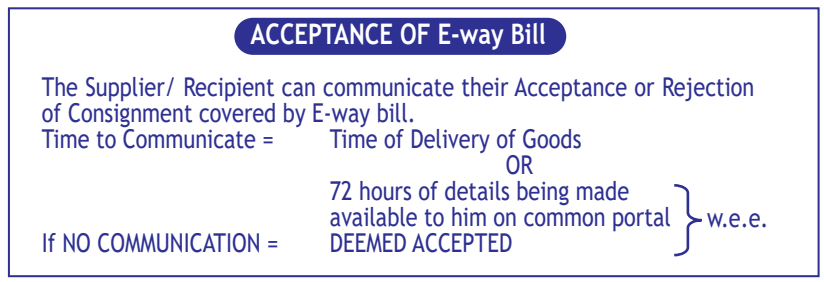 ACCEPTANCE OF E-way Bill
The Supplier/ Recipient can communicate their Acceptance or Rejection
of Consignment covered by E-way bill.
Time to Communicate = Time of Delivery of Goods
OR
72 hours of details being made
available to him on common portal w.e.e.
If NO COMMUNICATION = DEEMED ACCEPTED